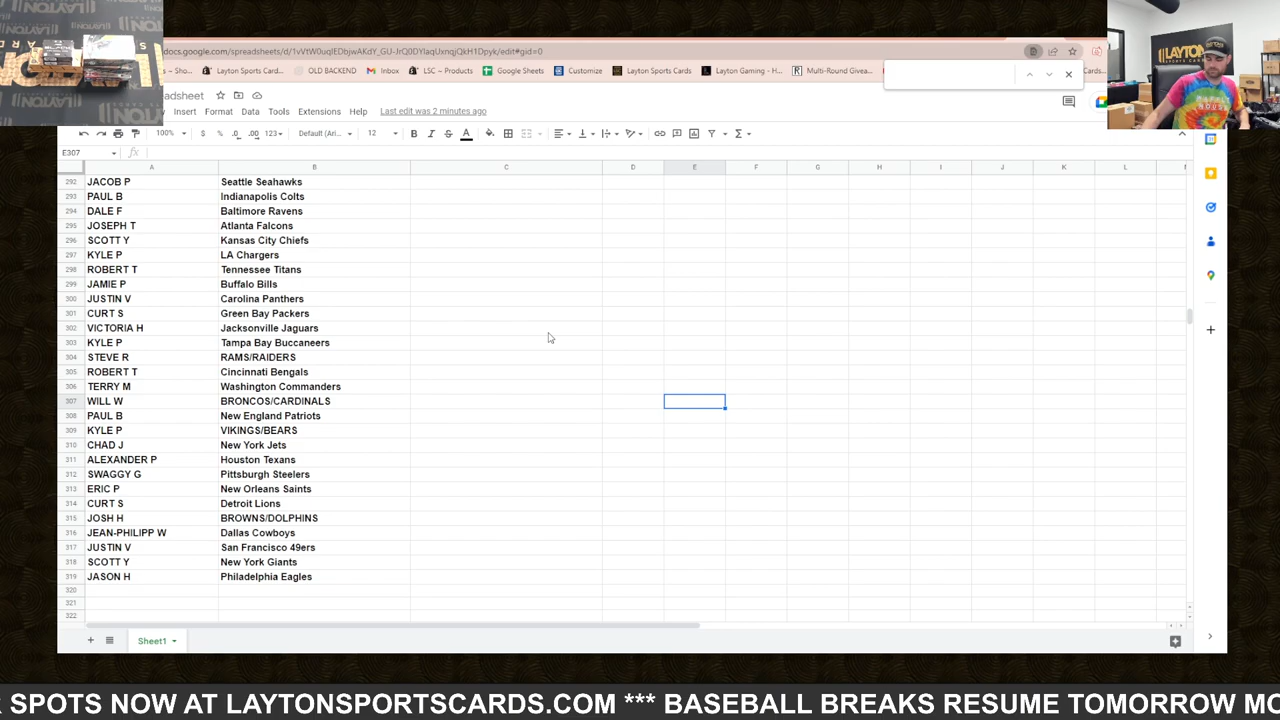 LAYTON
docs.google.com/spreadsheets/d/1vVtW0uqIEDbjwAKdY_GU-JrQ0DYlaqUxnqjQkH1Dpyk/edit#gid=0
Layton Sports Card...
OLD BACKEND
Inbox
LSC – Products
Google Sheets
Customize
Layton Sports Cards
Layton Gaming - H...
Multi-Round Givea...
Insert Format Data Tools Extensions Help Last edit was 2 minutes ago
100% $ % .0 .00 123 Default (Ari... 12 B I S A
E307 fx
A B C D E F G H I J K L
292 JACOB P Seattle Seahawks
293 PAUL B Indianapolis Colts
294 DALE F Baltimore Ravens
295 JOSEPH T Atlanta Falcons
296 SCOTT Y Kansas City Chiefs
297 KYLE P LA Chargers
298 ROBERT T Tennessee Titans
299 JAMIE P Buffalo Bills
300 JUSTIN V Carolina Panthers
301 CURT S Green Bay Packers
302 VICTORIA H Jacksonville Jaguars
303 KYLE P Tampa Bay Buccaneers
304 STEVE R RAMS/RAIDERS
305 ROBERT T Cincinnati Bengals
306 TERRY M Washington Commanders
307 WILL W BRONCOS/CARDINALS
308 PAUL B New England Patriots
309 KYLE P VIKINGS/BEARS
310 CHAD J New York Jets
311 ALEXANDER P Houston Texans
312 SWAGGY G Pittsburgh Steelers
313 ERIC P New Orleans Saints
314 CURT S Detroit Lions
315 JOSH H BROWNS/DOLPHINS
316 JEAN-PHILIPP W Dallas Cowboys
317 JUSTIN V San Francisco 49ers
318 SCOTT Y New York Giants
319 JASON H Philadelphia Eagles
320
321
322
Sheet1
SPOTS NOW AT LAYTONSPORTSCARDS.COM *** BASEBALL BREAKS RESUME TOMORROW MO